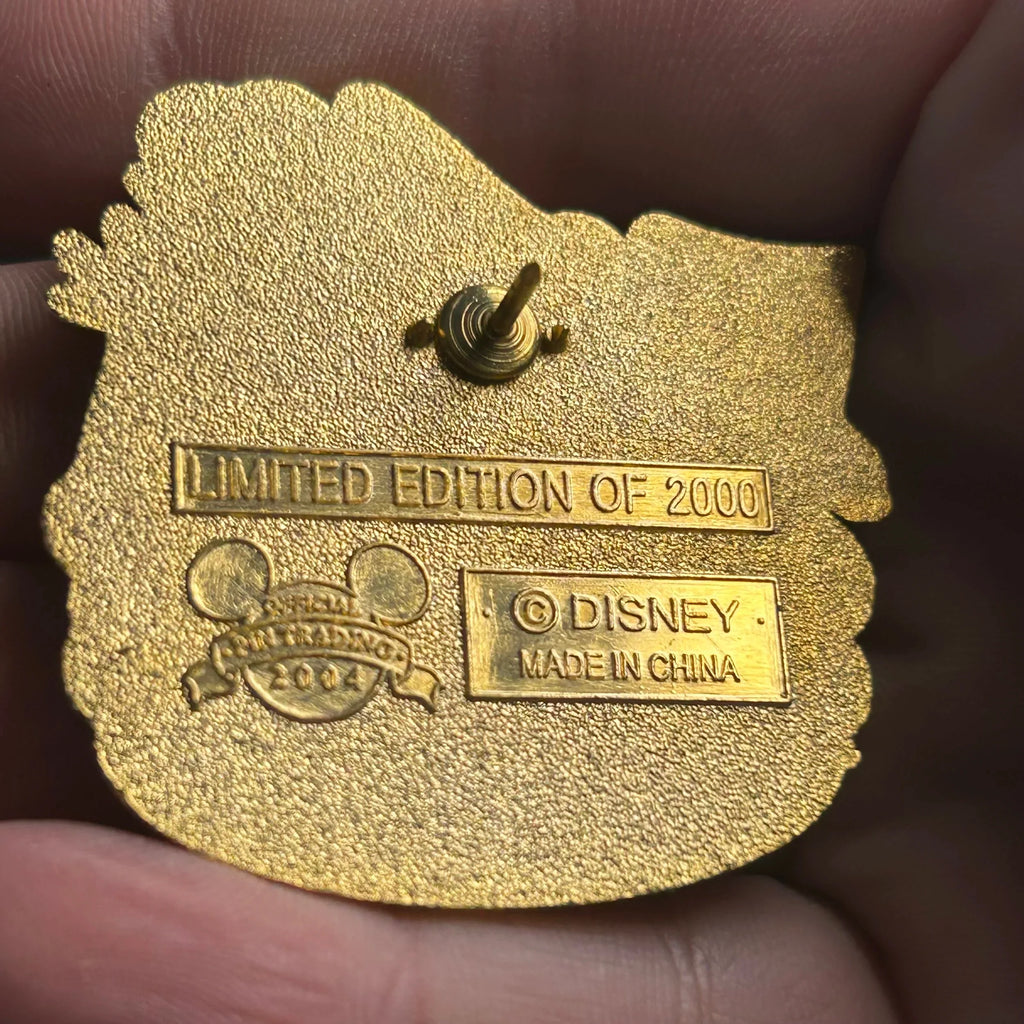 LIMITED EDITION OF 2000
OFFICIAL
PIN TRADING
2004
© DISNEY
MADE IN CHINA